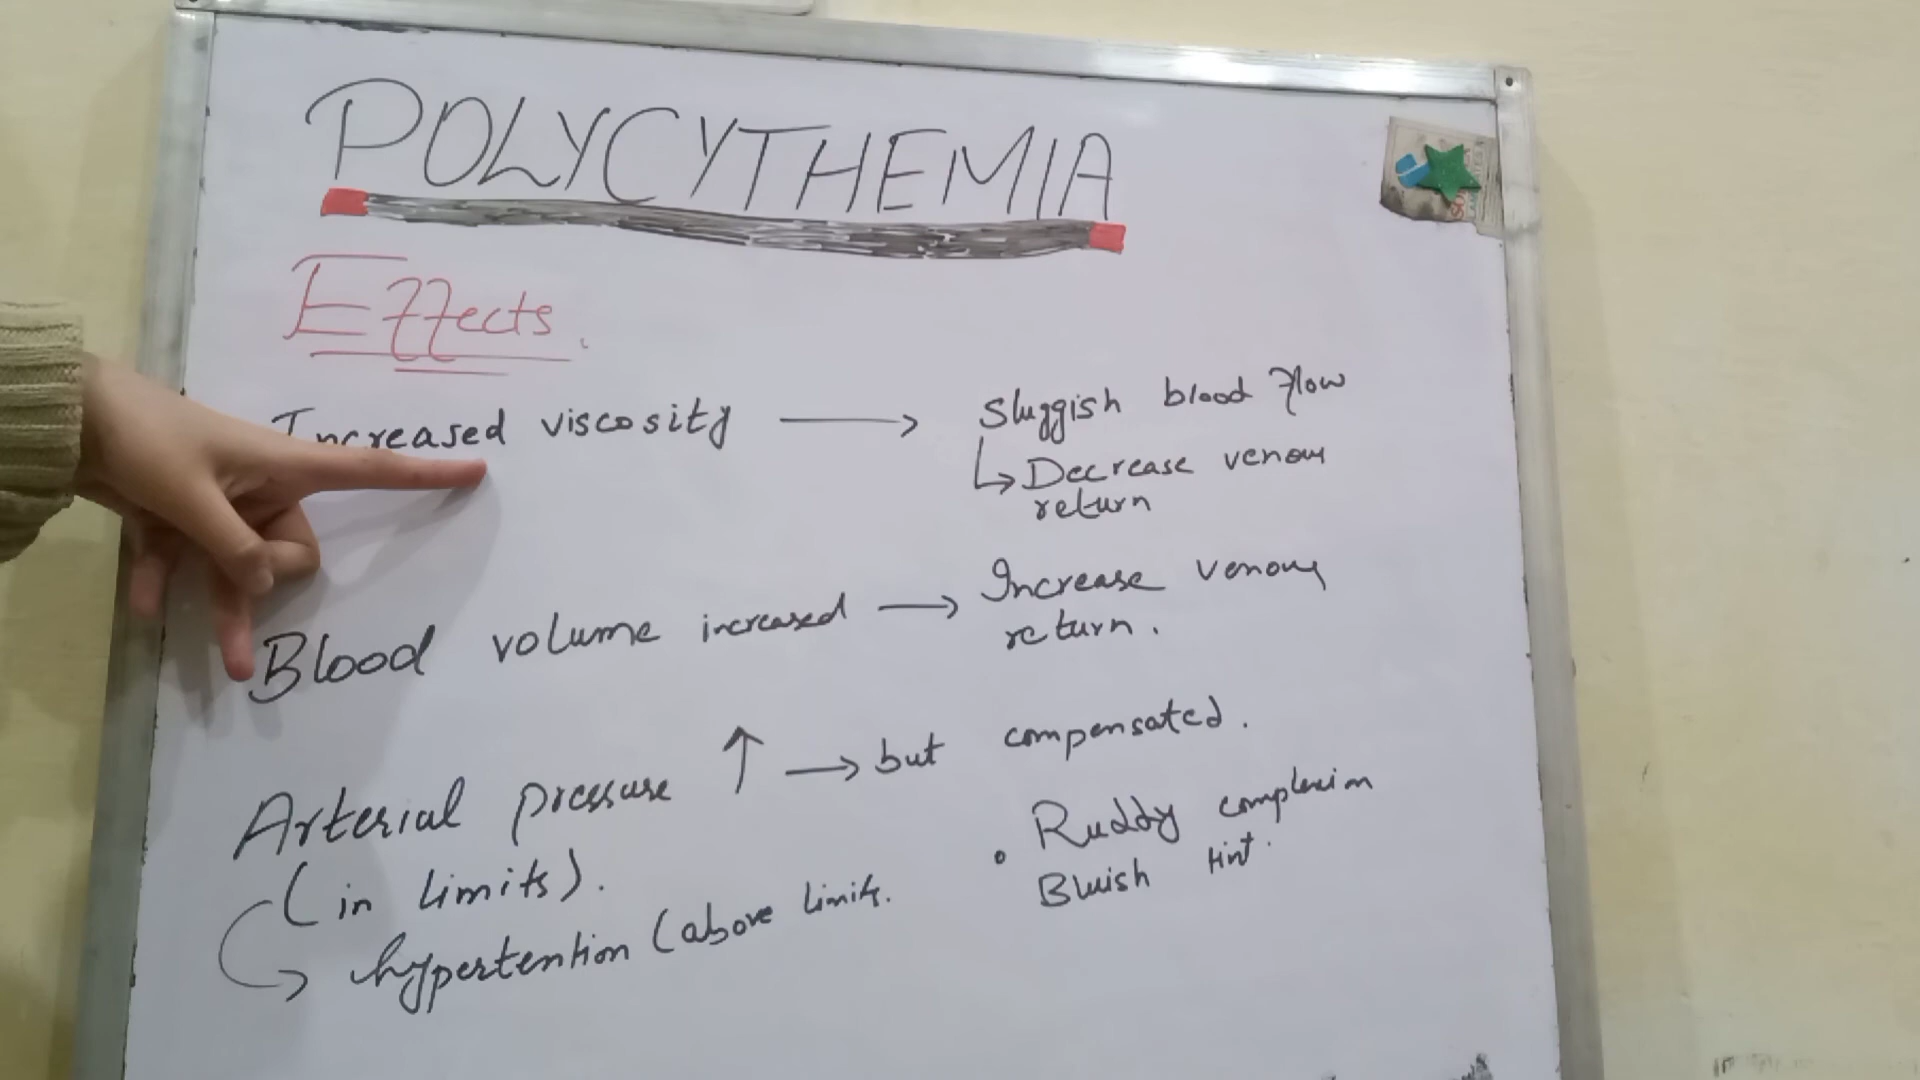 POLYCYTHEMIA
Effects.
Increased viscosity → Sluggish blood flow
↳ Decrease venous
return
Blood volume increased → Increase venous
return.
Arterial pressure ↑ → but compensated.
(in limits).
hypertention (above limits.
• Ruddy complexion
Bluish tint.